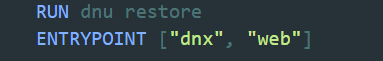 RUN dnu restore
ENTRYPOINT ["dnx", "web"]